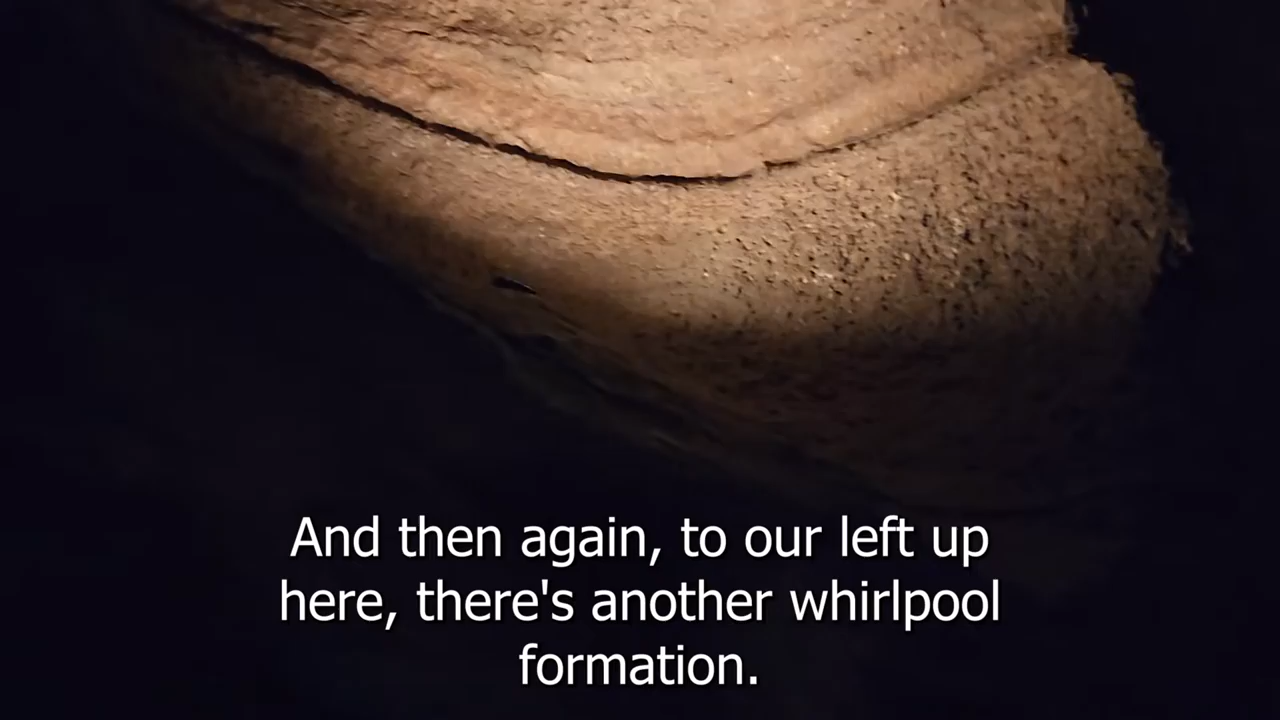 And then again, to our left up
here, there's another whirlpool
formation.